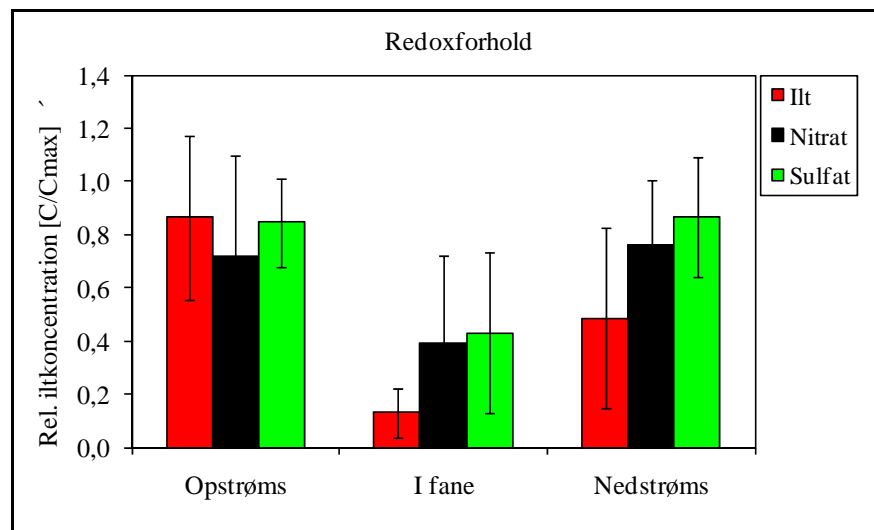 Redoxforhold
Rel. iltkoncentration [C/Cmax] ´
1,4
1,2
1,0
0,8
0,6
0,4
0,2
0,0
Opstrøms
I fane
Nedstrøms
Ilt
Nitrat
Sulfat